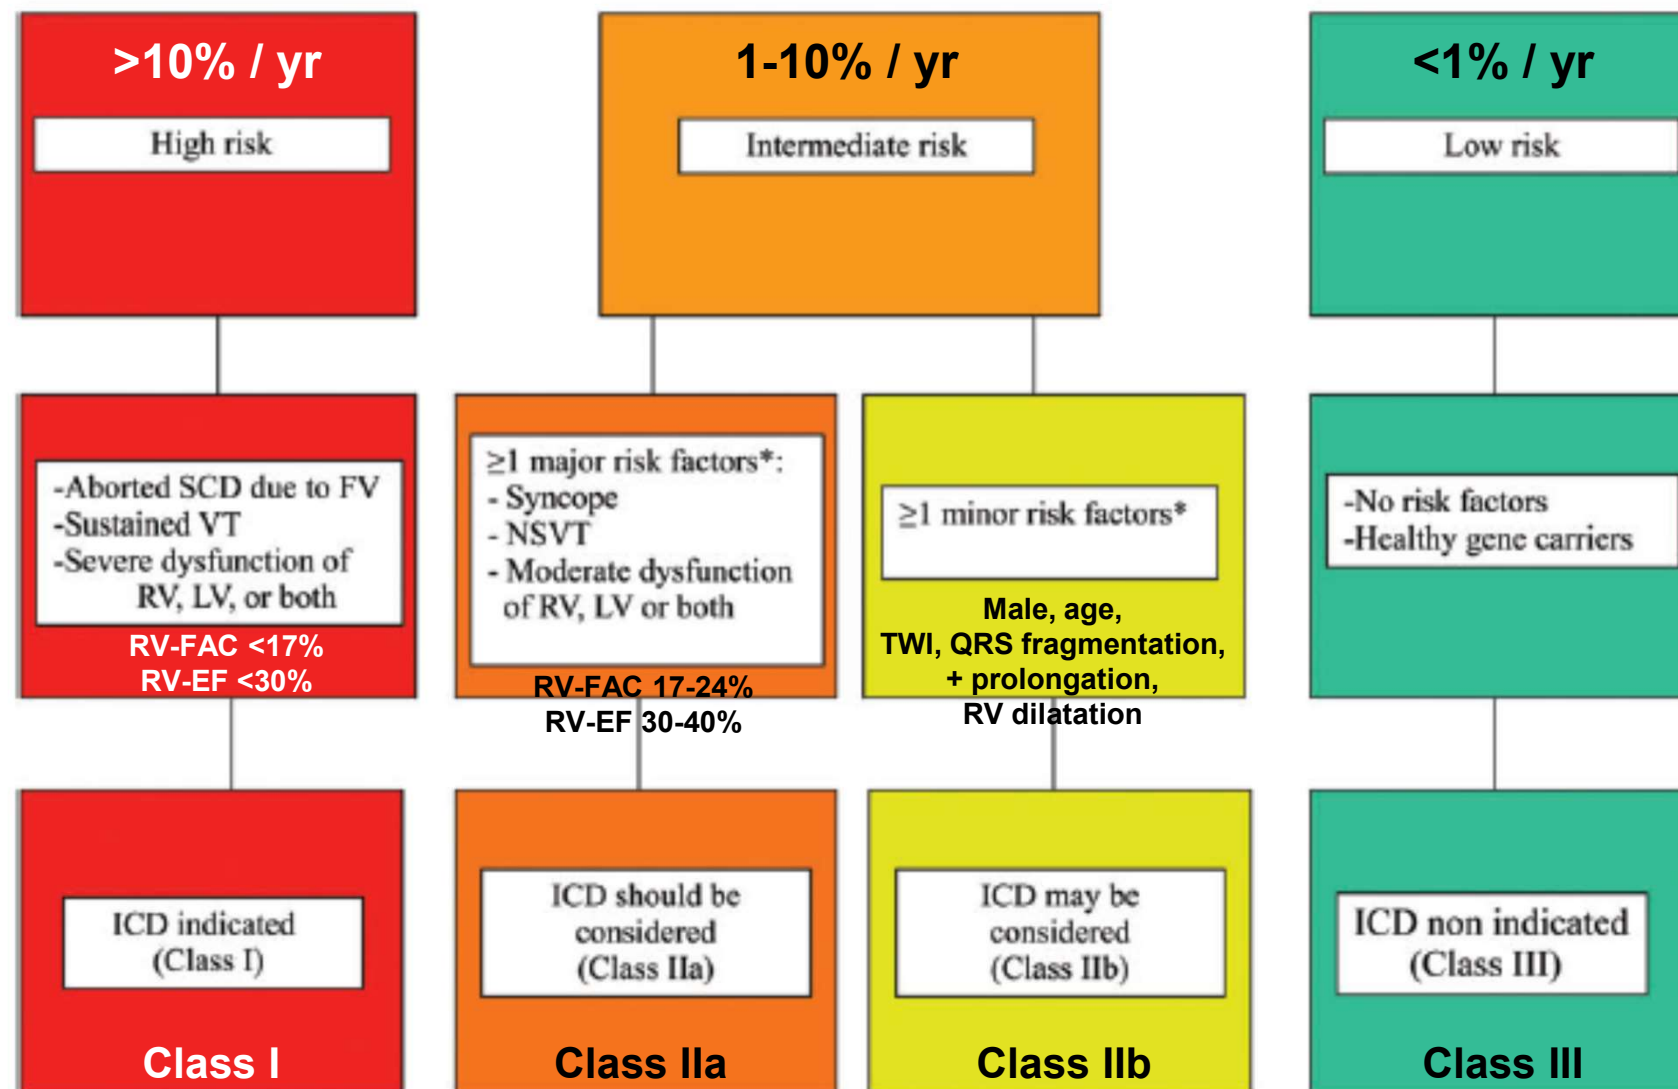 >10% / yr
High risk
1-10% / yr
Intermediate risk
<1% / yr
Low risk
-Aborted SCD due to FV
-Sustained VT
-Severe dysfunction of
RV, LV, or both
RV-FAC <17%
RV-EF <30%
≥1 major risk factors*:
- Syncope
- NSVT
- Moderate dysfunction
of RV, LV or both
RV-FAC 17-24%
RV-EF 30-40%
≥1 minor risk factors*
Male, age,
TWI, QRS fragmentation,
+ prolongation,
RV dilatation
-No risk factors
-Healthy gene carriers
ICD indicated
(Class I)
Class I
ICD should be
considered
(Class IIa)
Class IIa
ICD may be
considered
(Class IIb)
Class IIb
ICD non indicated
(Class III)
Class III